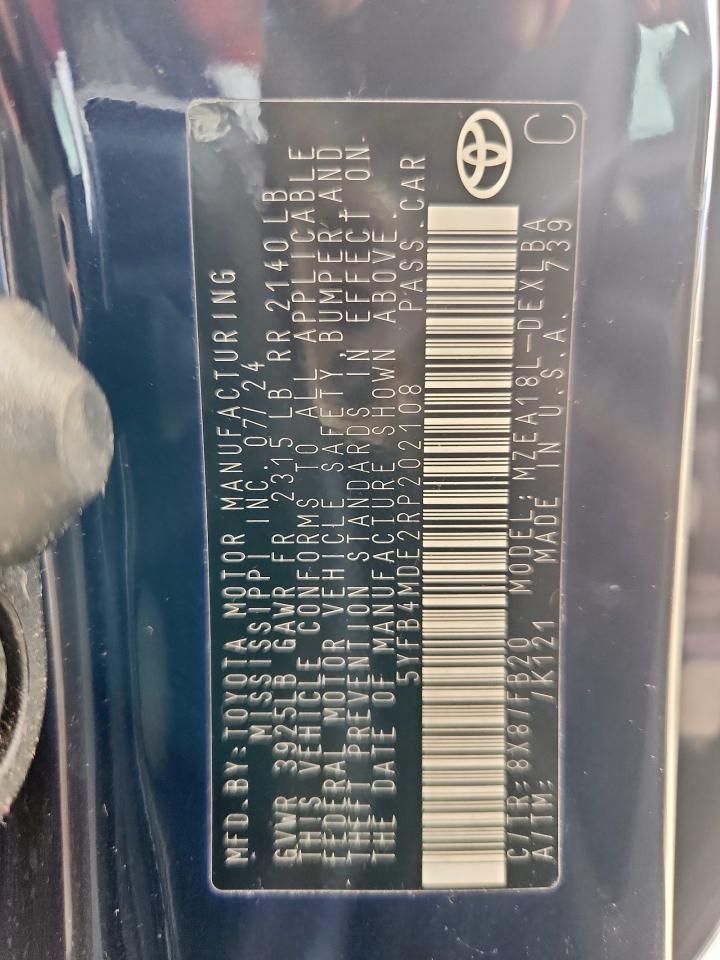 MFD.BY:TOYOTA MOTOR MANUFACTURING
MISSISSIPPI INC. 07/24
GVWR 3925LB GAWR FR 2315 LB RR 2140LB
THIS VEHICLE CONFORMS TO ALL APPLICABLE
FEDERAL MOTOR VEHICLE SAFETY, BUMPER,AND
THEFT PREVENTION STANDARDS IN EFFECT ON
THE DATE OF MANUFACTURE SHOWN ABOVE.
5YFB4MDE2RP202108 PASS.CAR
C/TR: 8X87/FB20 MODEL: MZEA18L-DEXLBA
A/TM: /K121 MADE IN U.S.A. 739
C